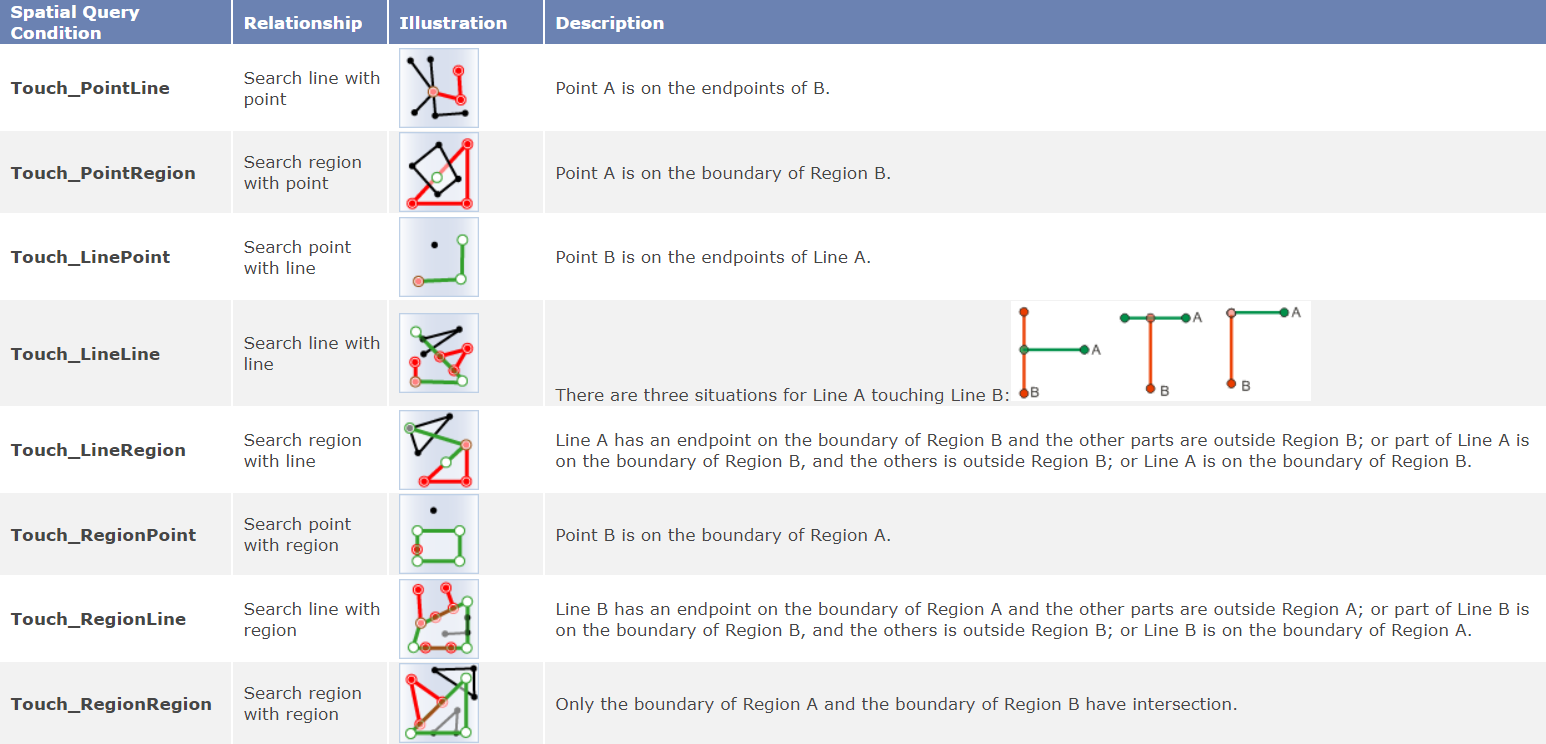 Spatial Query
Condition
Relationship
Illustration
Description
Touch_PointLine
Search line with
point
Point A is on the endpoints of B.
Touch_PointRegion
Search region
with point
Point A is on the boundary of Region B.
Touch_LinePoint
Search point
with line
Point B is on the endpoints of Line A.
Touch_LineLine
Search line with
line
There are three situations for Line A touching Line B:
A
B
A
B
A
B
Touch_LineRegion
Search region
with line
Line A has an endpoint on the boundary of Region B and the other parts are outside Region B; or part of Line A is
on the boundary of Region B, and the others is outside Region B; or Line A is on the boundary of Region B.
Touch_RegionPoint
Search point
with region
Point B is on the boundary of Region A.
Touch_RegionLine
Search line with
region
Line B has an endpoint on the boundary of Region A and the other parts are outside Region A; or part of Line B is
on the boundary of Region B, and the others is outside Region B; or Line B is on the boundary of Region A.
Touch_RegionRegion
Search region
with region
Only the boundary of Region A and the boundary of Region B have intersection.